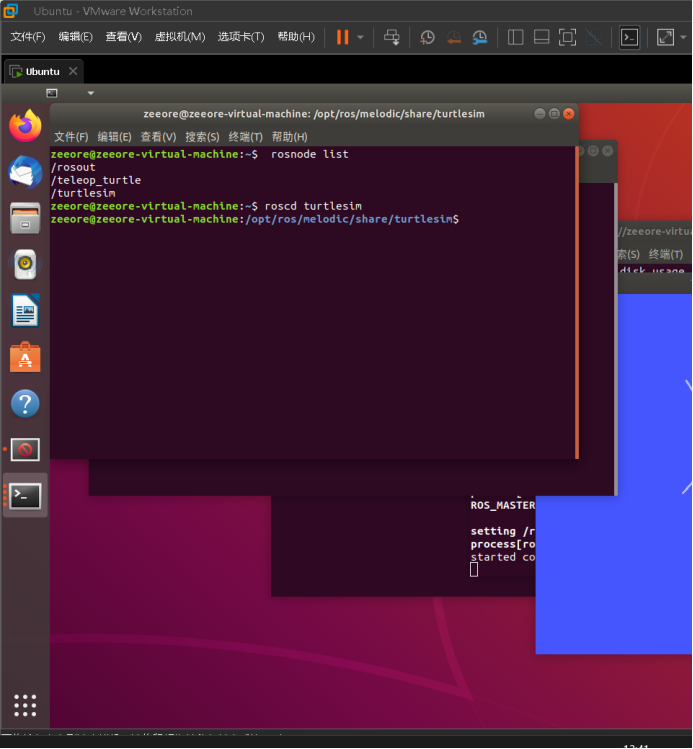 Ubuntu - VMware Workstation
文件(F) 编辑(E) 查看(V) 虚拟机(M) 选项卡(T) 帮助(H)
Ubuntu
zeeore@zeeore-virtual-machine: /opt/ros/melodic/share/turtlesim
文件(F) 编辑(E) 查看(V) 搜索(S) 终端(T) 帮助(H)
zeeore@zeeore-virtual-machine:~$  rosnode list
/rosout
/teleop_turtle
/turtlesim
zeeore@zeeore-virtual-machine:~$ roscd turtlesim
zeeore@zeeore-virtual-machine:/opt/ros/melodic/share/turtlesim$
//zeeore-virtua
索(S) 终端(T)
disk usage
ROS_MASTER
setting /r
process[ro
started co